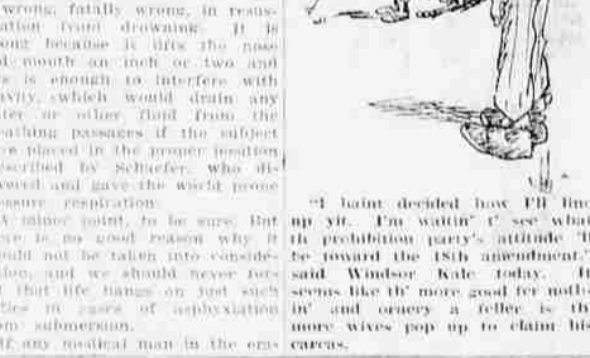 wrong, fatally wrong, in resus-
ation from drowning. It is
ong because it lifts the nose
d mouth an inch or two and
is enough to interfere with
avity, which would drain any
ter or other fluid from the
eathing passages if the subject
placed in the proper position
escribed by Schaefer, who di-
vered and gave the world prone
essure respiration.
A minor point, to be sure. But
ere is no good reason why it
ould not be taken into conside-
tion, and we should never for-
t that life hangs on just such
fles in cases of asphyxiation
om submersion.
If any medical man in the em-
"I haint decided how I'll line
up yit. I'm waitin' t' see what
th prohibition party's attitude 'll
be toward the 18th amendment,"
said Windsor Kale today. It
seems like th' more good fer noth-
in' and ornery a feller is th'
more wives pop up to claim his
carcas.